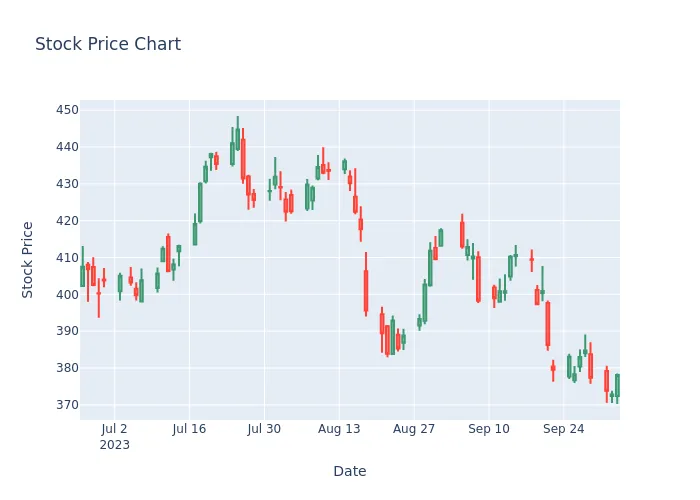 Stock Price Chart
450
440
430
420
410
400
390
380
370
Stock Price
Jul 2
2023
Jul 16
Jul 30
Aug 13
Aug 27
Sep 10
Sep 24
Date